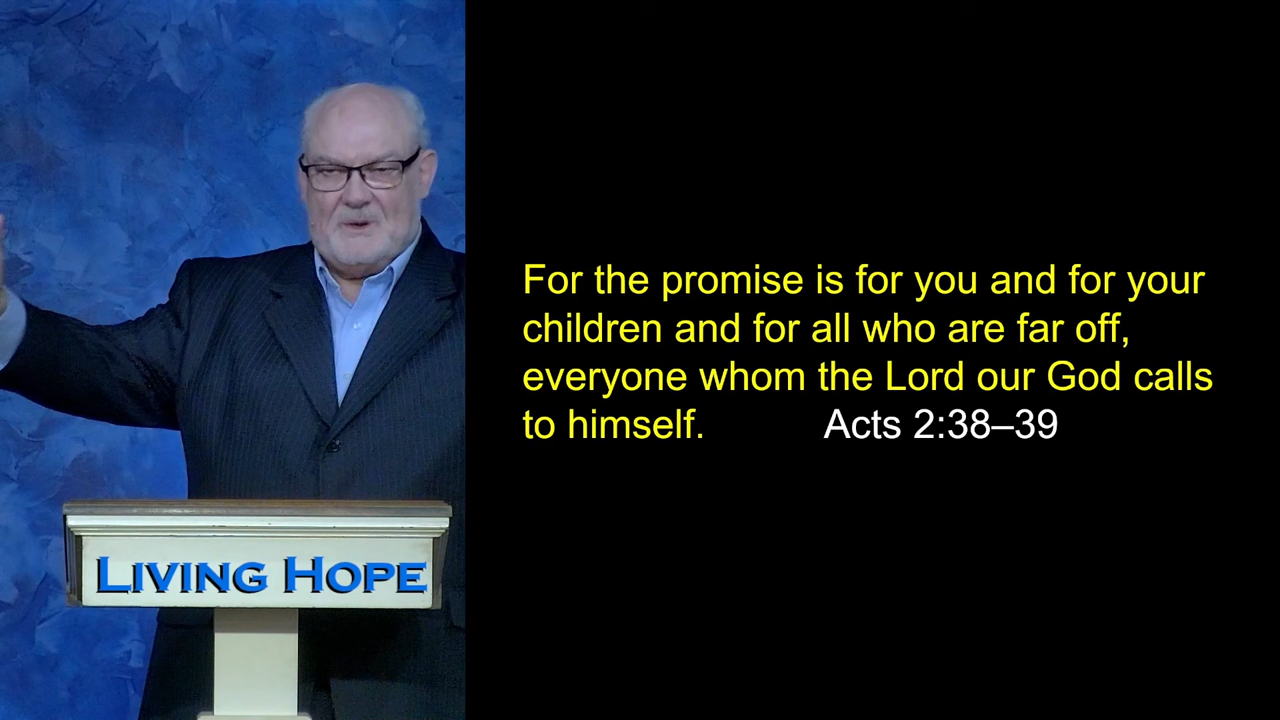 For the promise is for you and for your
children and for all who are far off,
everyone whom the Lord our God calls
to himself. Acts 2:38–39
LIVING HOPE